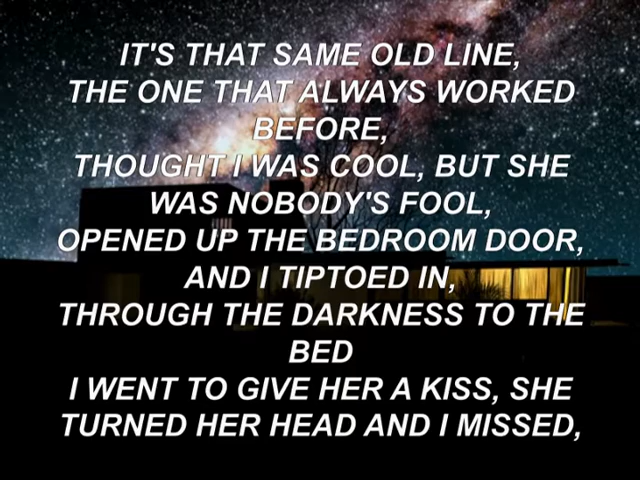 IT'S THAT SAME OLD LINE,
THE ONE THAT ALWAYS WORKED
BEFORE,
THOUGHT I WAS COOL, BUT SHE
WAS NOBODY'S FOOL,
OPENED UP THE BEDROOM DOOR,
AND I TIPTOED IN,
THROUGH THE DARKNESS TO THE
BED
I WENT TO GIVE HER A KISS, SHE
TURNED HER HEAD AND I MISSED,